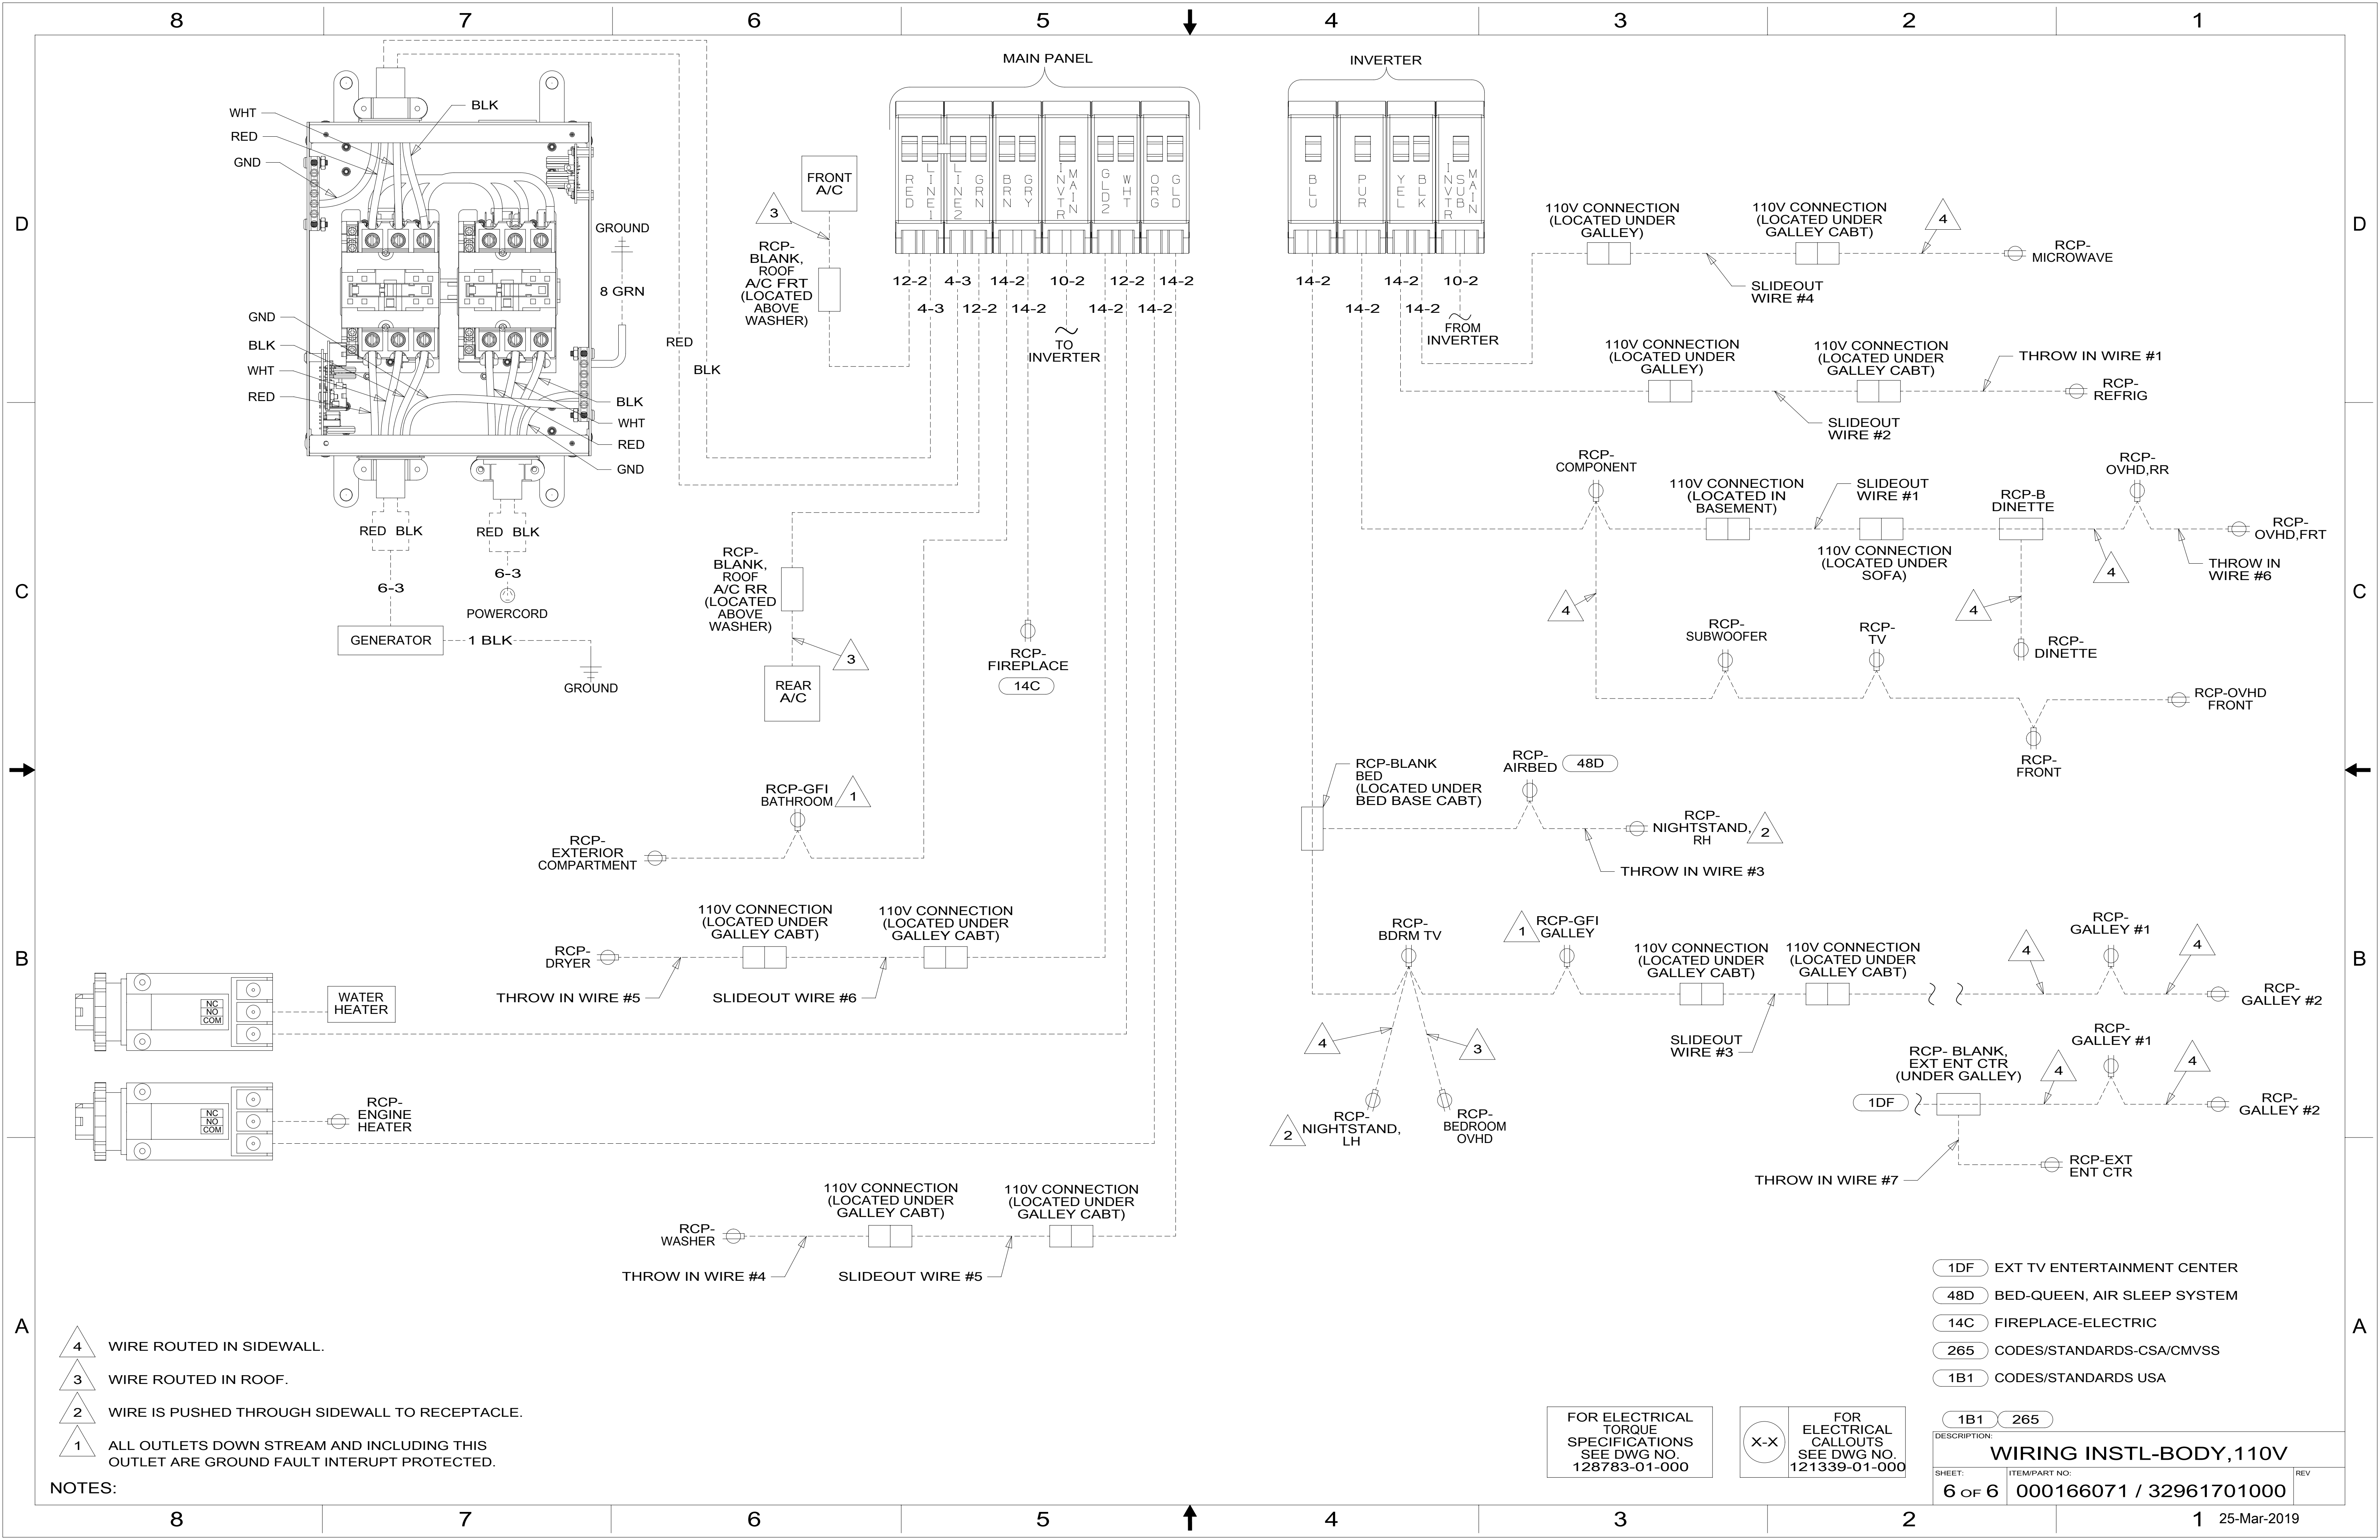 8 7 6 5 4 3 2 1
MAIN PANEL
INVERTER
WHT
RED
GND
BLK
FRONT
A/C
3
RCP-
BLANK,
ROOF
A/C FRT
(LOCATED
ABOVE
WASHER)
GROUND
8 GRN
RED
LINE1
LINE2
GRN
BRN
GRY
INVTR
MAIN
GLD2
WHT
ORG
GLD
BLU
PUR
YEL
BLK
INVTR
SUB
MAIN
12-2 4-3 14-2 10-2 12-2 14-2
4-3 12-2 14-2 14-2 14-2
TO
INVERTER
14-2 14-2 10-2
14-2 14-2
FROM
INVERTER
D
D
110V CONNECTION
(LOCATED UNDER
GALLEY)
110V CONNECTION
(LOCATED UNDER
GALLEY CABT)
4
RCP-
MICROWAVE
SLIDEOUT
WIRE #4
110V CONNECTION
(LOCATED UNDER
GALLEY)
110V CONNECTION
(LOCATED UNDER
GALLEY CABT)
THROW IN WIRE #1
RCP-
REFRIG
SLIDEOUT
WIRE #2
GND
BLK
WHT
RED
BLK
WHT
RED
GND
RED
BLK
RED BLK
RED BLK
6-3
6-3
POWERCORD
GENERATOR
1 BLK
GROUND
C
C
RCP-
BLANK,
ROOF
A/C RR
(LOCATED
ABOVE
WASHER)
3
REAR
A/C
RCP-
FIREPLACE
14C
RCP-
COMPONENT
110V CONNECTION
(LOCATED IN
BASEMENT)
SLIDEOUT
WIRE #1
110V CONNECTION
(LOCATED UNDER
SOFA)
RCP-B
DINETTE
RCP-
OVHD,RR
RCP-
OVHD,FRT
THROW IN
WIRE #6
4
4
4
RCP-
SUBWOOFER
RCP-
TV
RCP-
DINETTE
RCP-OVHD
FRONT
RCP-
FRONT
RCP-GFI
BATHROOM
1
RCP-
EXTERIOR
COMPARTMENT
RCP-BLANK
BED
(LOCATED UNDER
BED BASE CABT)
RCP-
AIRBED
48D
RCP-
NIGHTSTAND,
RH
2
THROW IN WIRE #3
B
B
110V CONNECTION
(LOCATED UNDER
GALLEY CABT)
110V CONNECTION
(LOCATED UNDER
GALLEY CABT)
RCP-
DRYER
THROW IN WIRE #5
SLIDEOUT WIRE #6
NC
NO
COM
WATER
HEATER
NC
NO
COM
RCP-
ENGINE
HEATER
RCP-
BDRM TV
1
RCP-GFI
GALLEY
110V CONNECTION
(LOCATED UNDER
GALLEY CABT)
110V CONNECTION
(LOCATED UNDER
GALLEY CABT)
SLIDEOUT
WIRE #3
4
RCP-
GALLEY #1
4
RCP-
GALLEY #2
4
3
2
RCP-
NIGHTSTAND,
LH
RCP-
BEDROOM
OVHD
RCP- BLANK,
EXT ENT CTR
(UNDER GALLEY)
1DF
4
RCP-
GALLEY #1
4
RCP-
GALLEY #2
RCP-EXT
ENT CTR
THROW IN WIRE #7
110V CONNECTION
(LOCATED UNDER
GALLEY CABT)
110V CONNECTION
(LOCATED UNDER
GALLEY CABT)
RCP-
WASHER
THROW IN WIRE #4
SLIDEOUT WIRE #5
A
A
4 WIRE ROUTED IN SIDEWALL.
3 WIRE ROUTED IN ROOF.
2 WIRE IS PUSHED THROUGH SIDEWALL TO RECEPTACLE.
1 ALL OUTLETS DOWN STREAM AND INCLUDING THIS
OUTLET ARE GROUND FAULT INTERUPT PROTECTED.
NOTES:
1DF EXT TV ENTERTAINMENT CENTER
48D BED-QUEEN, AIR SLEEP SYSTEM
14C FIREPLACE-ELECTRIC
265 CODES/STANDARDS-CSA/CMVSS
1B1 CODES/STANDARDS USA
FOR ELECTRICAL
TORQUE
SPECIFICATIONS
SEE DWG NO.
128783-01-000
X-X
FOR
ELECTRICAL
CALLOUTS
SEE DWG NO.
121339-01-000
1B1 265
DESCRIPTION:
WIRING INSTL-BODY,110V
SHEET: ITEM/PART NO: REV
6 OF 6 000166071 / 32961701000
8 7 6 5 4 3 2 1
25-Mar-2019